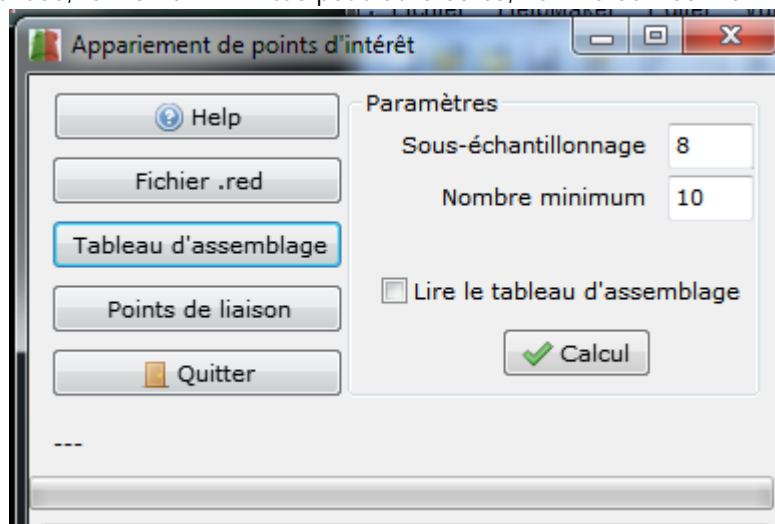 Appariement de points d'intérêt
Help
Fichier .red
Tableau d'assemblage
Points de liaison
Quitter
Paramètres
Sous-échantillonnage 8
Nombre minimum 10
Lire le tableau d'assemblage
Calcul
---